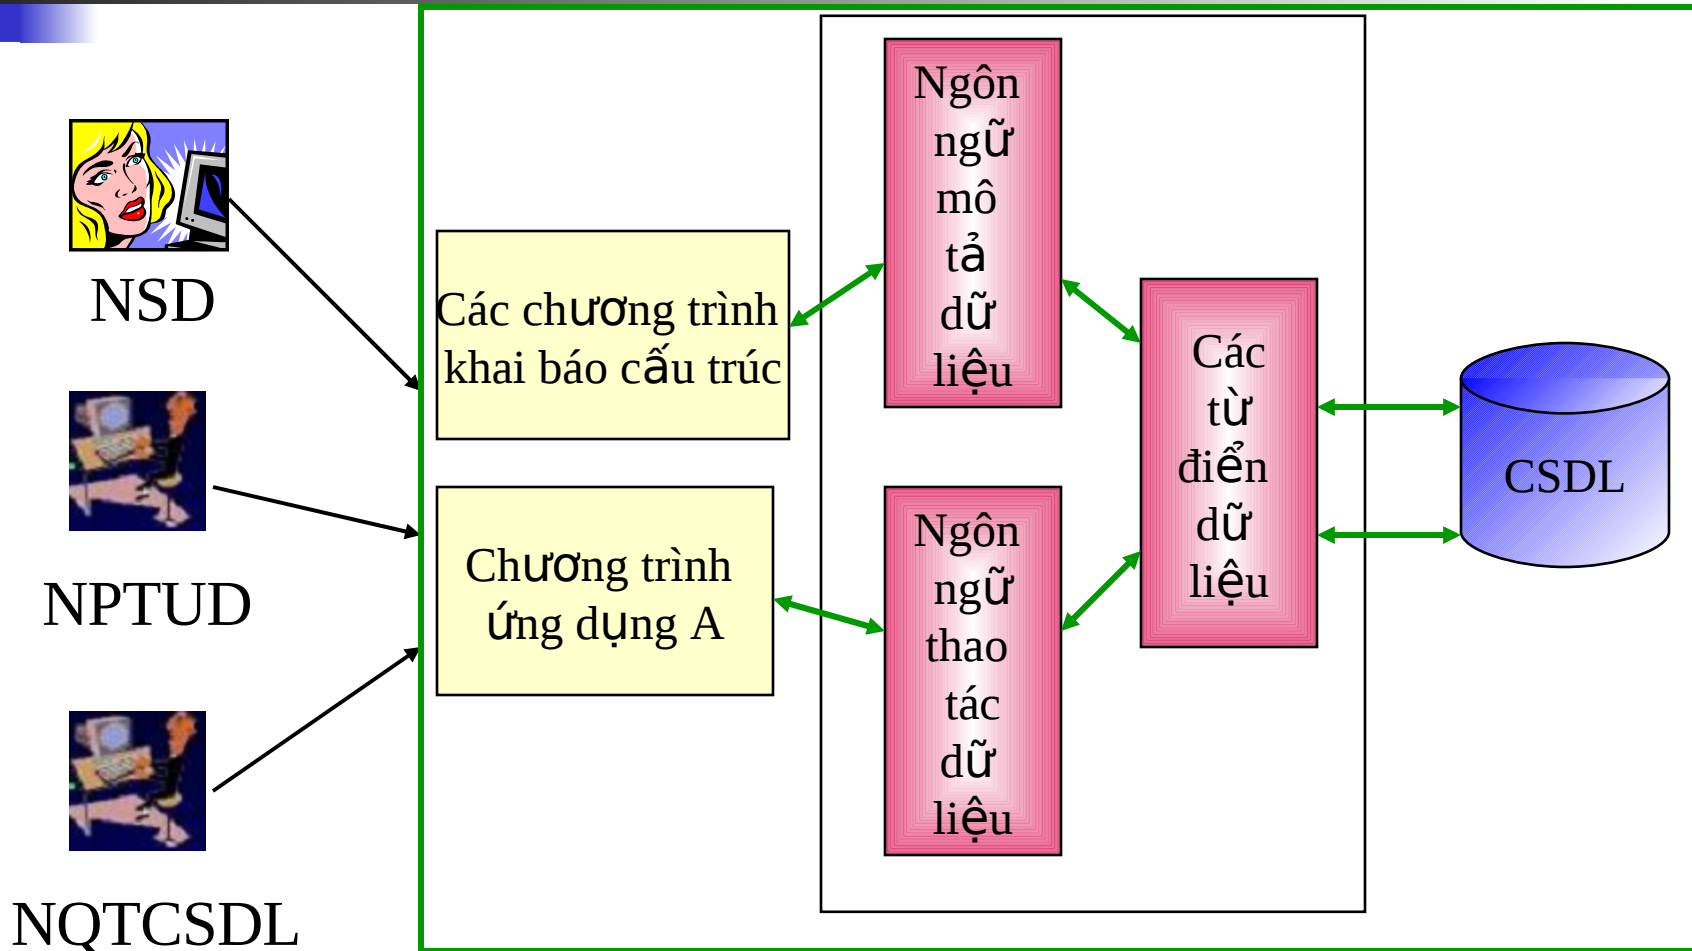 NSD
NPTUD
NQTCSDL
Các chương trình
khai báo cấu trúc
Chương trình
ứng dụng A
Ngôn
ngữ
mô
tả
dữ
liệu
Ngôn
ngữ
thao
tác
dữ
liệu
Các
từ
điển
dữ
liệu
CSDL